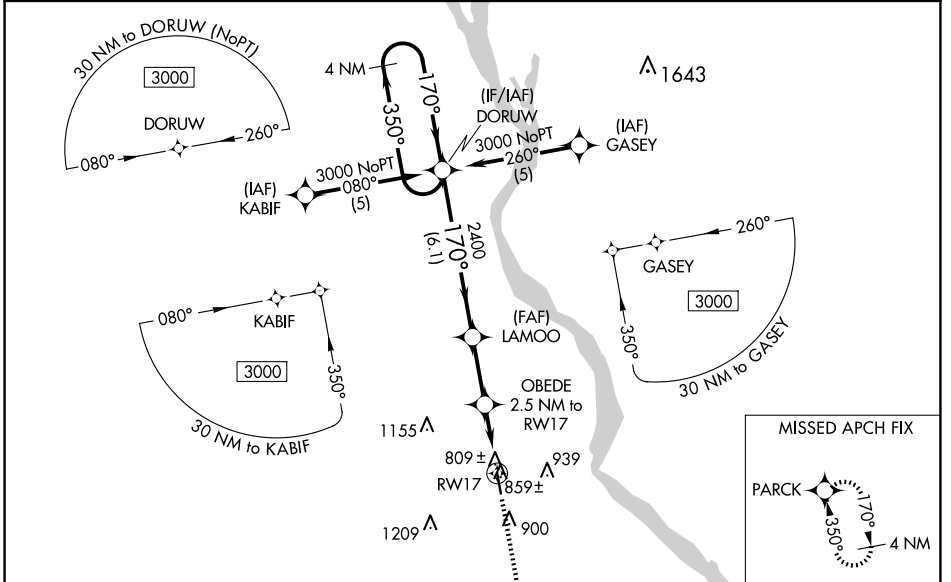 30 NM to DORUW (NoPT)
3000
DORUW
080°
260°
4 NM
170°
350°
(IF/IAF)
DORUW
1643
(IAF)
GASEY
3000 NoPT
260°
(5)
3000 NoPT
080°
(5)
(IAF)
KABIF
2400
170°
(6.1)
260°
GASEY
3000
350°
30 NM to GASEY
080°
KABIF
3000
350°
30 NM to KABIF
(FAF)
LAMOO
OBEDE
2.5 NM to
RW17
1155
809 ±
939
RW17
859 ±
1209
900
MISSED APCH FIX
PARCK
170°
350°
4 NM